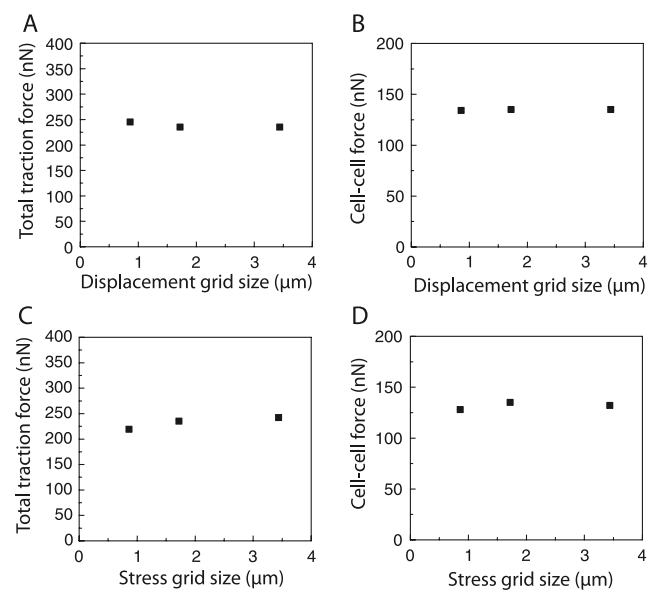 A
Total traction force (nN)
400
350
300
250
200
150
100
50
0
0 1 2 3 4
Displacement grid size (μm)
B
Cell-cell force (nN)
200
150
100
50
0
0 1 2 3 4
Displacement grid size (μm)
C
Total traction force (nN)
400
350
300
250
200
150
100
50
0
0 1 2 3 4
Stress grid size (μm)
D
Cell-cell force (nN)
200
150
100
50
0
0 1 2 3 4
Stress grid size (μm)